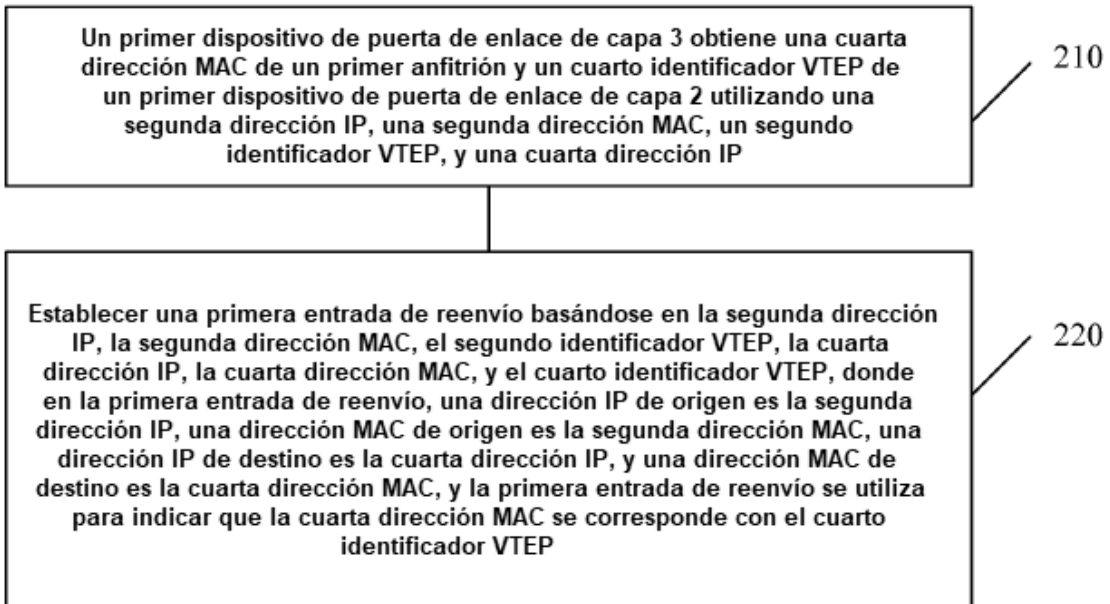 Un primer dispositivo de puerta de enlace de capa 3 obtiene una cuarta
dirección MAC de un primer anfitrión y un cuarto identificador VTEP de
un primer dispositivo de puerta de enlace de capa 2 utilizando una
segunda dirección IP, una segunda dirección MAC, un segundo
identificador VTEP, y una cuarta dirección IP
210
Establecer una primera entrada de reenvío basándose en la segunda dirección
IP, la segunda dirección MAC, el segundo identificador VTEP, la cuarta
dirección IP, la cuarta dirección MAC, y el cuarto identificador VTEP, donde
en la primera entrada de reenvío, una dirección IP de origen es la segunda
dirección IP, una dirección MAC de origen es la segunda dirección MAC, una
dirección IP de destino es la cuarta dirección IP, y una dirección MAC de
destino es la cuarta dirección MAC, y la primera entrada de reenvío se utiliza
para indicar que la cuarta dirección MAC se corresponde con el cuarto
identificador VTEP
220